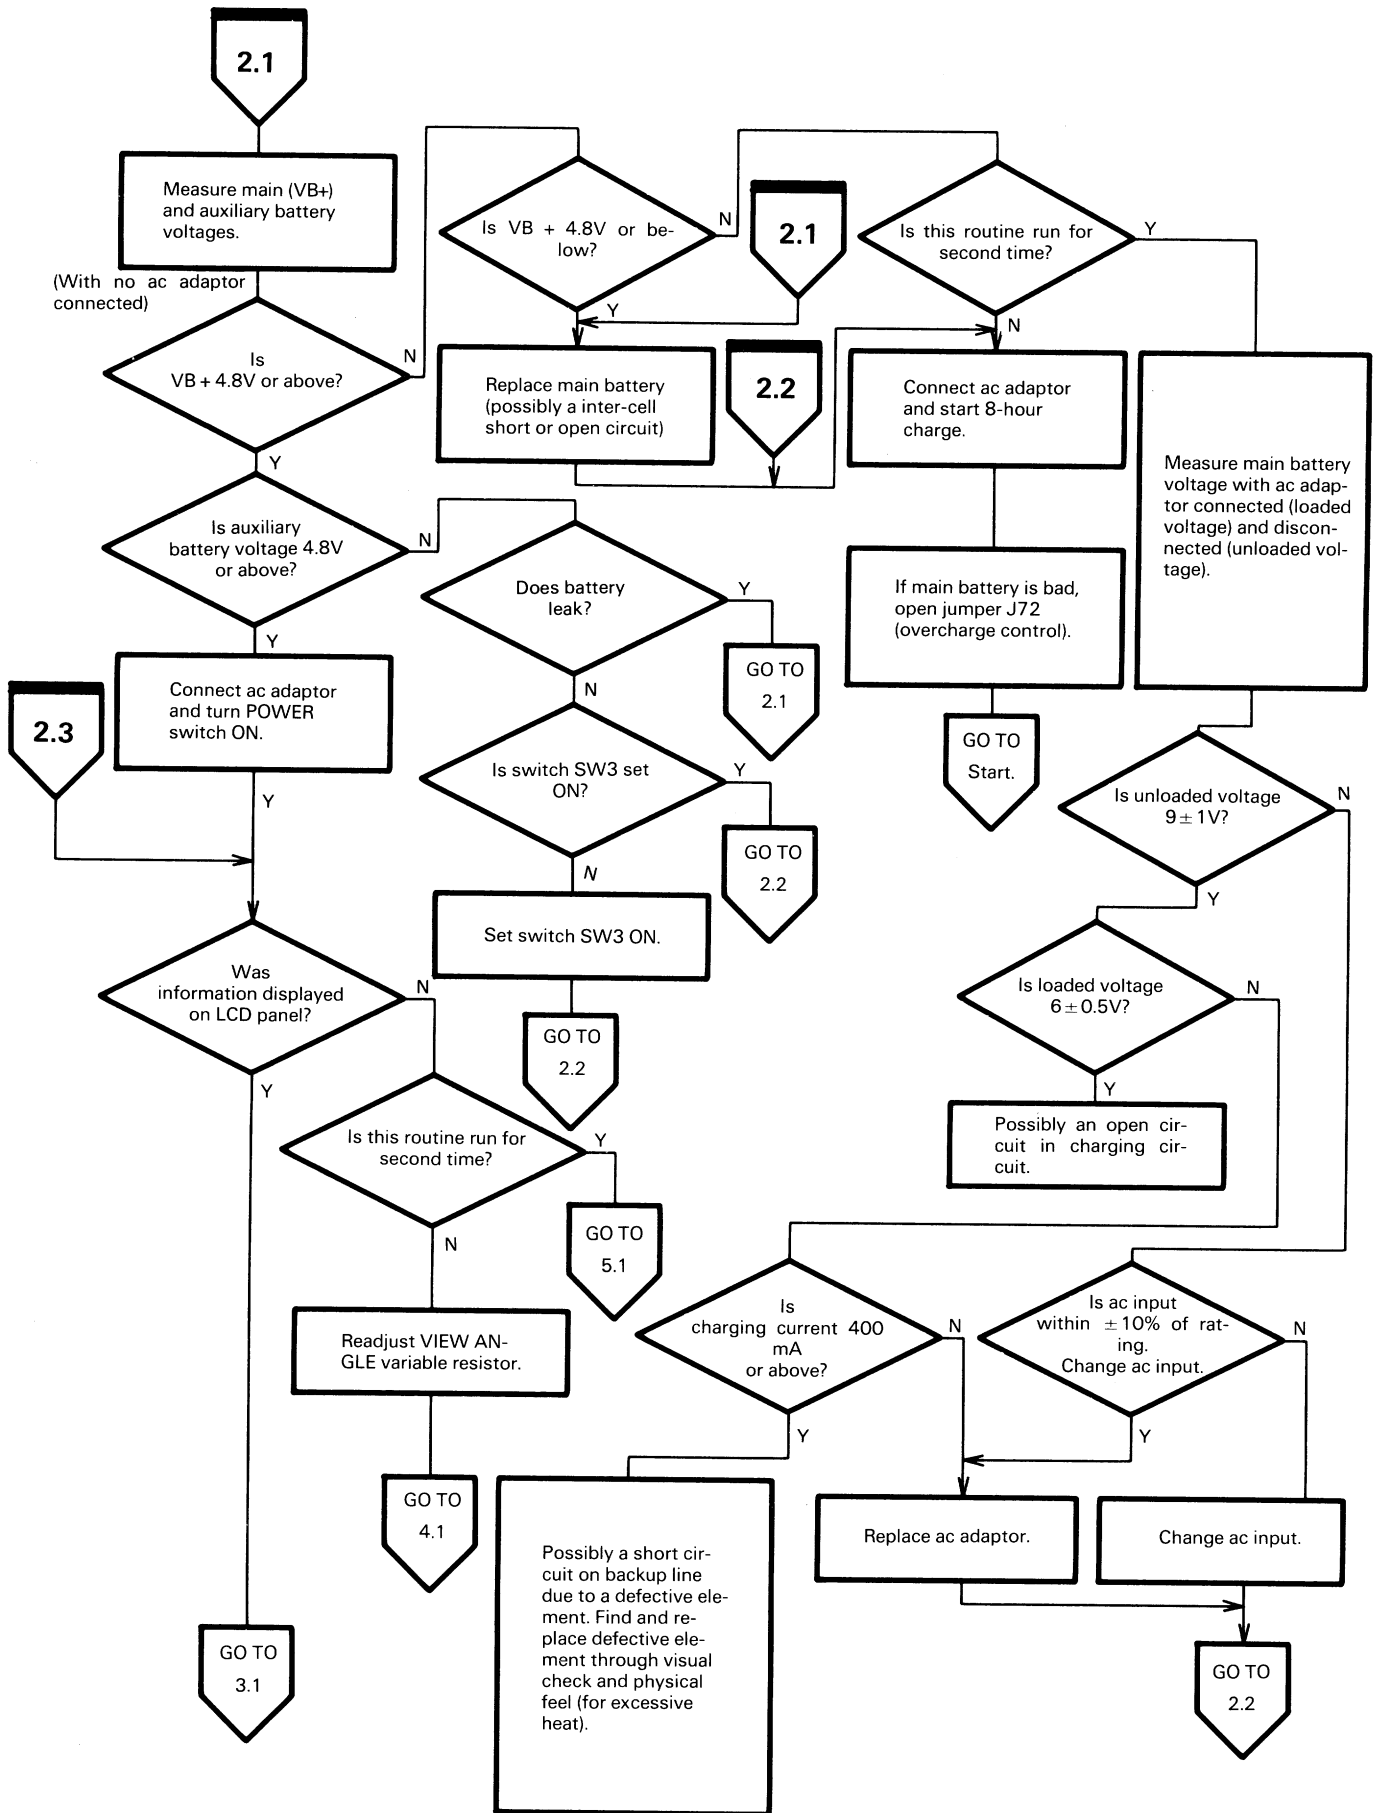 2.1
Measure main (VB+)
and auxiliary battery
voltages.
(With no ac adaptor
connected)
Is
VB + 4.8V or above?
N
Y
Is VB + 4.8V or be-
low?
N
Y
2.1
Replace main battery
(possibly a inter-cell
short or open circuit)
2.2
Is this routine run for
second time?
Y
N
Connect ac adaptor
and start 8-hour
charge.
If main battery is bad,
open jumper J72
(overcharge control).
GO TO
Start.
Measure main battery
voltage with ac adap-
tor connected (loaded
voltage) and discon-
nected (unloaded vol-
tage).
Is auxiliary
battery voltage 4.8V
or above?
N
Y
Does battery
leak?
Y
GO TO
2.1
N
Is switch SW3 set
ON?
Y
GO TO
2.2
N
Set switch SW3 ON.
GO TO
2.2
Connect ac adaptor
and turn POWER
switch ON.
2.3
Y
Was
information displayed
on LCD panel?
N
Y
Is this routine run for
second time?
Y
GO TO
5.1
N
Readjust VIEW AN-
GLE variable resistor.
GO TO
4.1
GO TO
3.1
Is unloaded voltage
9 ± 1V?
N
Y
Is loaded voltage
6 ± 0.5V?
N
Y
Possibly an open cir-
cuit in charging cir-
cuit.
Is
charging current 400
mA
or above?
N
Y
Possibly a short cir-
cuit on backup line
due to a defective ele-
ment. Find and re-
place defective ele-
ment through visual
check and physical
feel (for excessive
heat).
Is ac input
within ±10% of rat-
ing.
Change ac input.
N
Y
Replace ac adaptor.
Change ac input.
GO TO
2.2